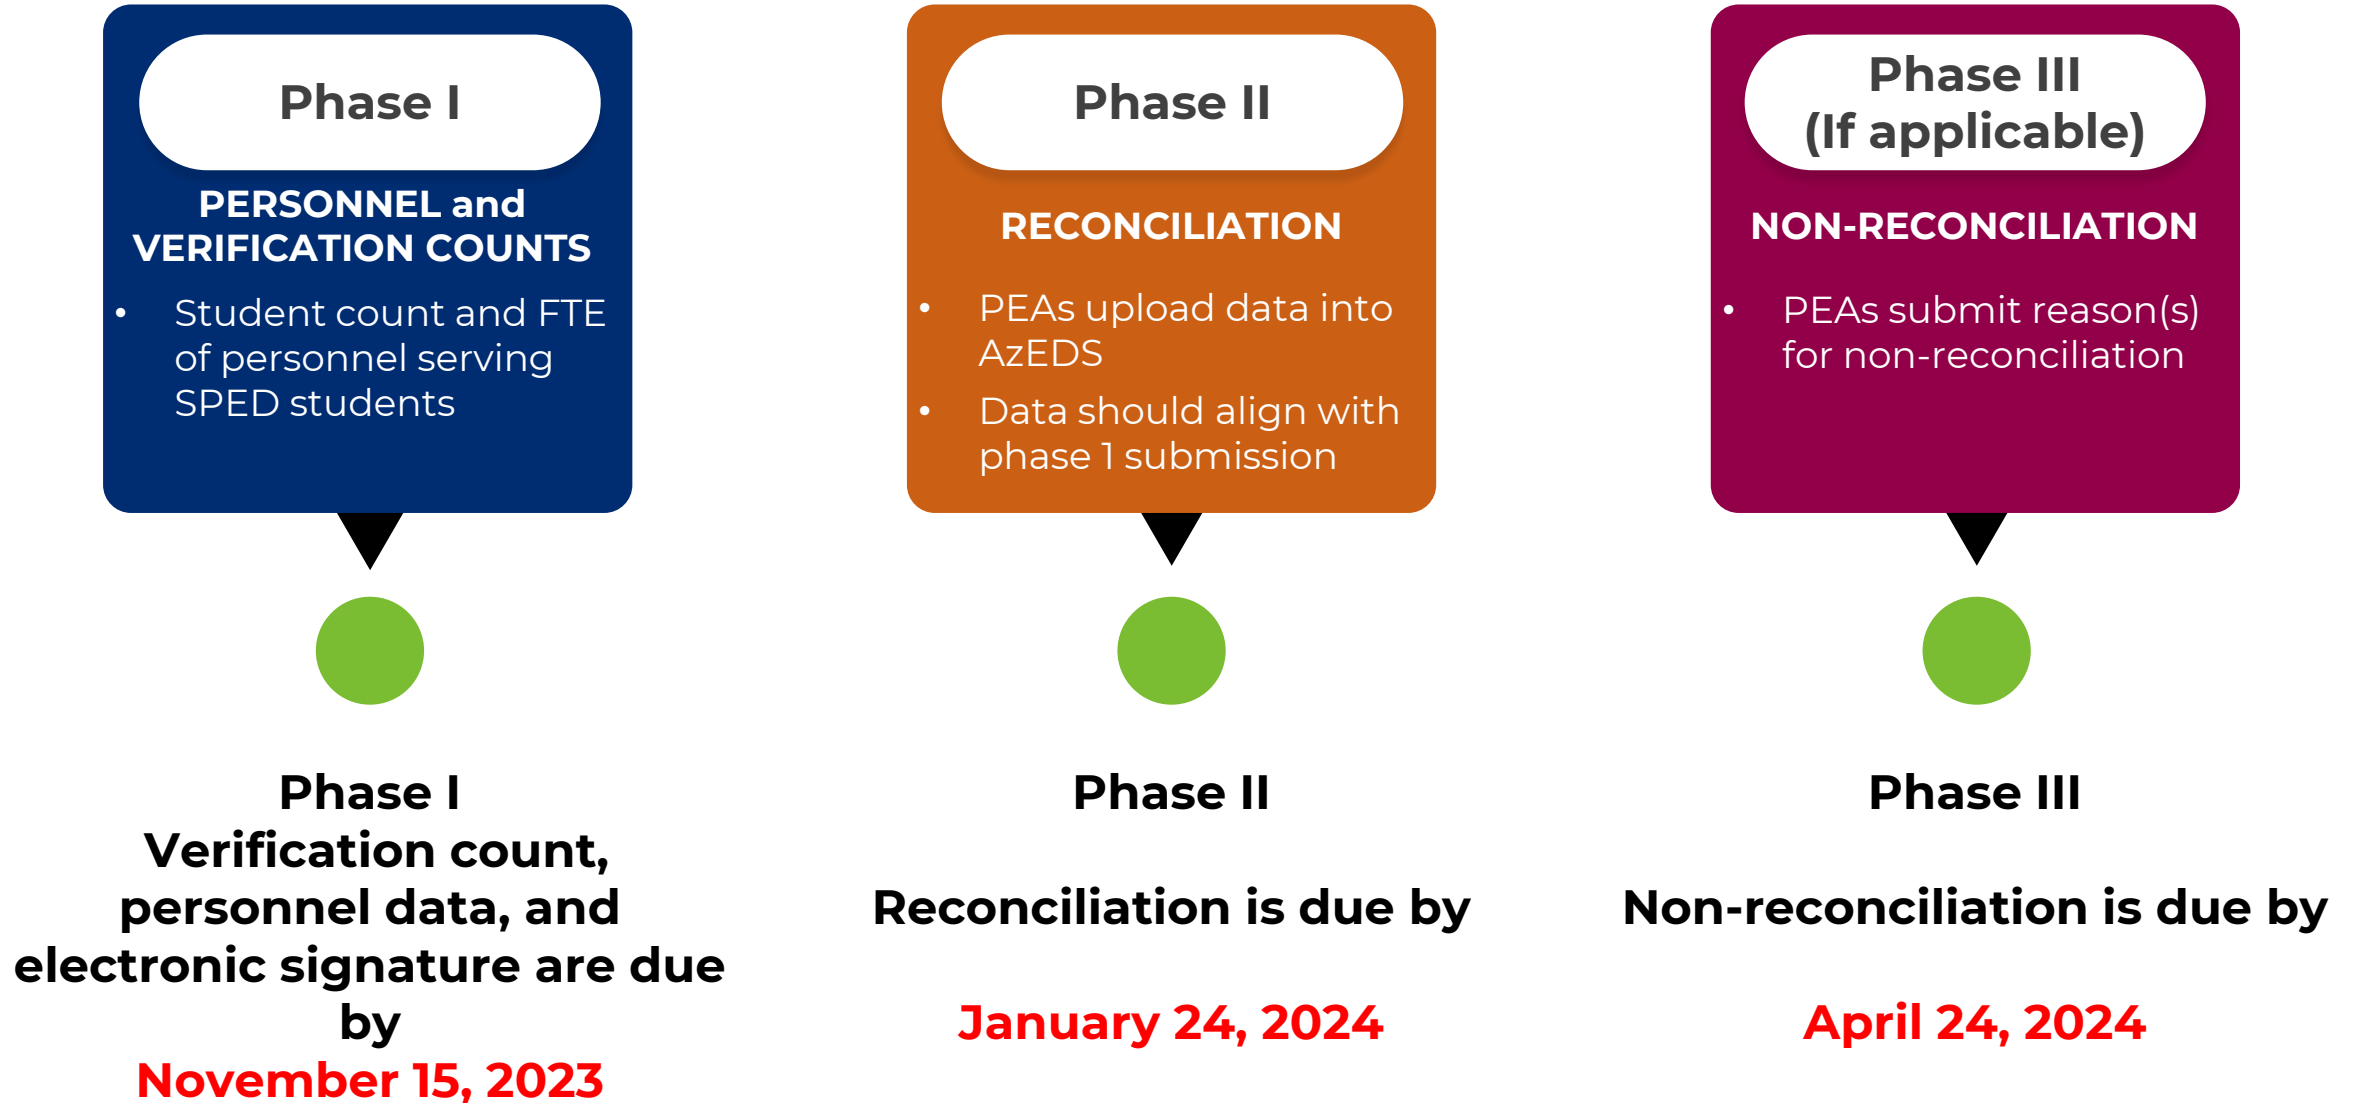 Phase I
PERSONNEL and
VERIFICATION COUNTS
• Student count and FTE
of personnel serving
SPED students
Phase II
RECONCILIATION
• PEAs upload data into
AzEDS
• Data should align with
phase 1 submission
Phase III
(If applicable)
NON-RECONCILIATION
• PEAs submit reason(s)
for non-reconciliation
Phase I
Verification count,
personnel data, and
electronic signature are due
by
November 15, 2023
Phase II
Reconciliation is due by
January 24, 2024
Phase III
Non-reconciliation is due by
April 24, 2024